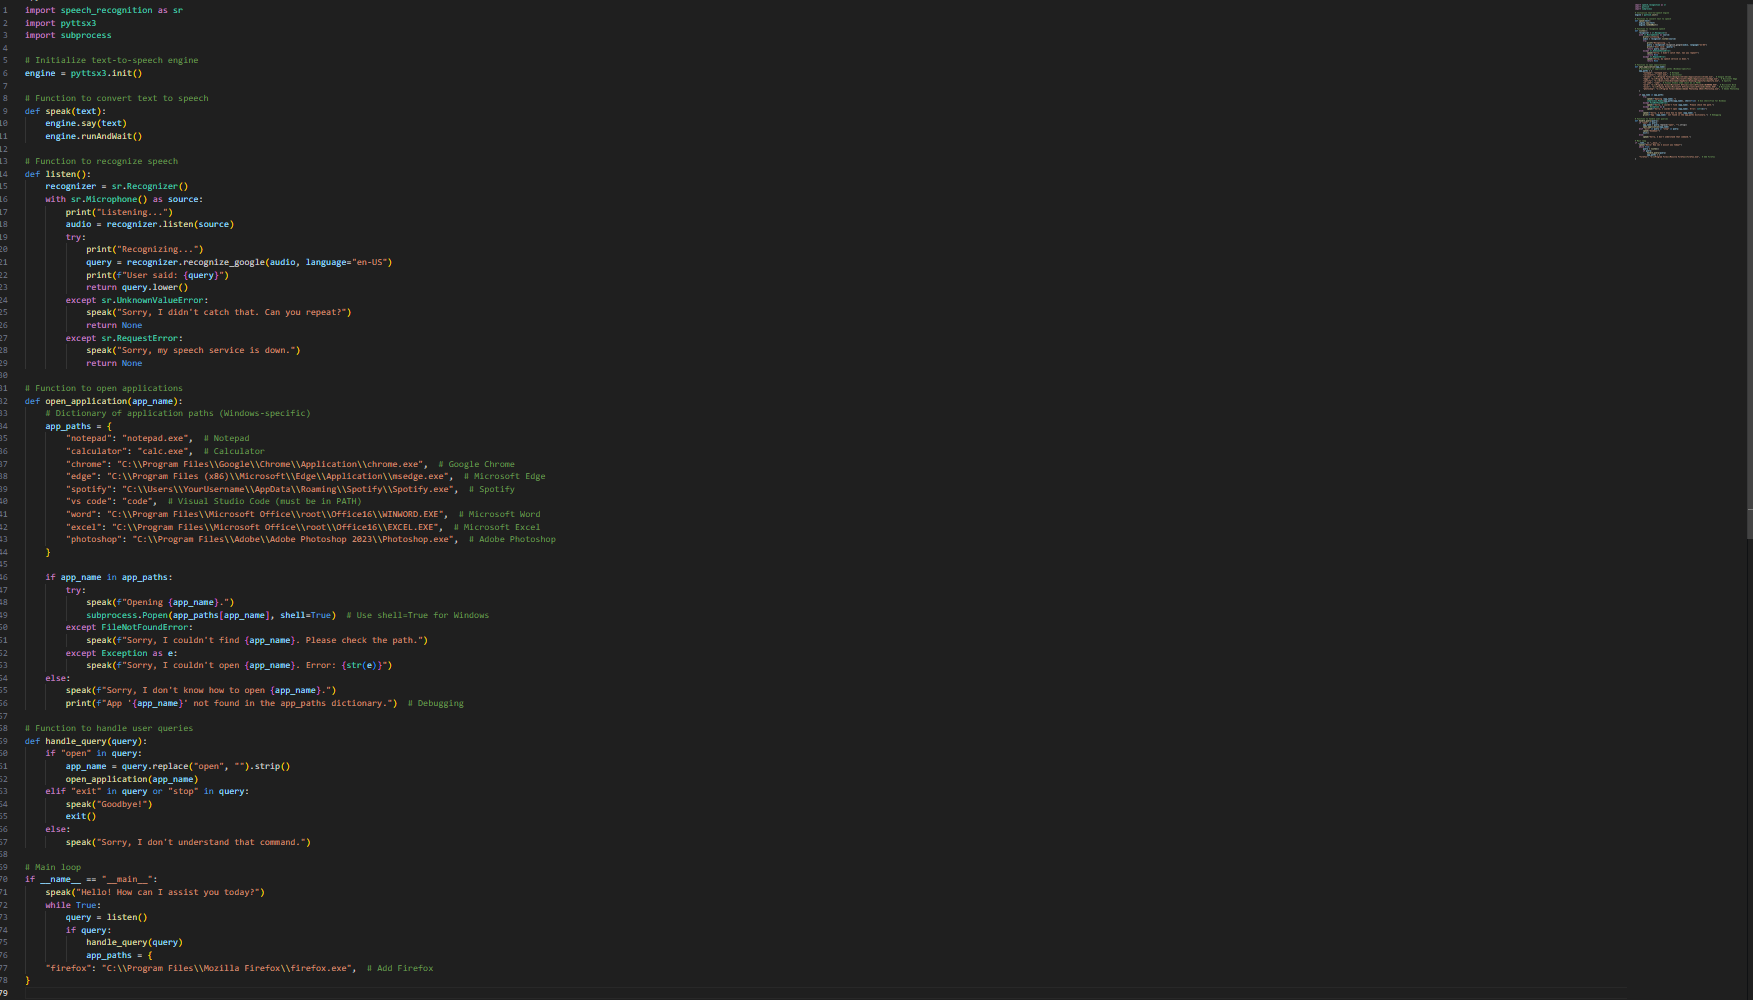 1 import speech_recognition as sr
2 import pyttsx3
3 import subprocess
4
5 # Initialize text-to-speech engine
6 engine = pyttsx3.init()
7
8 # Function to convert text to speech
9 def speak(text):
10     engine.say(text)
11     engine.runAndWait()
12
13 # Function to recognize speech
14 def listen():
15     recognizer = sr.Recognizer()
16     with sr.Microphone() as source:
17         print("Listening...")
18         audio = recognizer.listen(source)
19         try:
20             print("Recognizing...")
21             query = recognizer.recognize_google(audio, language="en-US")
22             print(f"User said: {query}")
23             return query.lower()
24         except sr.UnknownValueError:
25             speak("Sorry, I didn't catch that. Can you repeat?")
26             return None
27         except sr.RequestError:
28             speak("Sorry, my speech service is down.")
29             return None
30
31 # Function to open applications
32 def open_application(app_name):
33     # Dictionary of application paths (Windows-specific)
34     app_paths = {
35         "notepad": "notepad.exe",  # Notepad
36         "calculator": "calc.exe",  # Calculator
37         "chrome": "C:\\Program Files\\Google\\Chrome\\Application\\chrome.exe",  # Google Chrome
38         "edge": "C:\\Program Files (x86)\\Microsoft\\Edge\\Application\\msedge.exe",  # Microsoft Edge
39         "spotify": "C:\\Users\\YourUsername\\AppData\\Roaming\\Spotify\\Spotify.exe",  # Spotify
40         "vs code": "code",  # Visual Studio Code (must be in PATH)
41         "word": "C:\\Program Files\\Microsoft Office\\root\\Office16\\WINWORD.EXE",  # Microsoft Word
42         "excel": "C:\\Program Files\\Microsoft Office\\root\\Office16\\EXCEL.EXE",  # Microsoft Excel
43         "photoshop": "C:\\Program Files\\Adobe\\Adobe Photoshop 2023\\Photoshop.exe",  # Adobe Photoshop
44     }
45
46     if app_name in app_paths:
47         try:
48             speak(f"Opening {app_name}.")
49             subprocess.Popen(app_paths[app_name], shell=True)  # Use shell=True for Windows
50         except FileNotFoundError:
51             speak(f"Sorry, I couldn't find {app_name}. Please check the path.")
52         except Exception as e:
53             speak(f"Sorry, I couldn't open {app_name}. Error: {str(e)}")
54     else:
55         speak(f"Sorry, I don't know how to open {app_name}.")
56         print(f"App '{app_name}' not found in the app_paths dictionary.")  # Debugging
57
58 # Function to handle user queries
59 def handle_query(query):
60     if "open" in query:
61         app_name = query.replace("open", "").strip()
62         open_application(app_name)
63     elif "exit" in query or "stop" in query:
64         speak("Goodbye!")
65         exit()
66     else:
67         speak("Sorry, I don't understand that command.")
68
69 # Main loop
70 if __name__ == "__main__":
71     speak("Hello! How can I assist you today?")
72     while True:
73         query = listen()
74         if query:
75             handle_query(query)
76             app_paths = {
77     "firefox": "C:\\Program Files\\Mozilla Firefox\\firefox.exe",  # Add Firefox
78 }
79